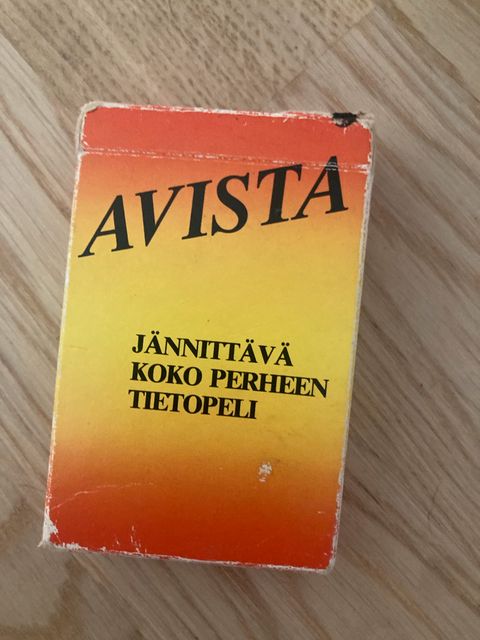 AVISTA
JÄNNITTÄVÄ
KOKO PERHEEN
TIETOPELI